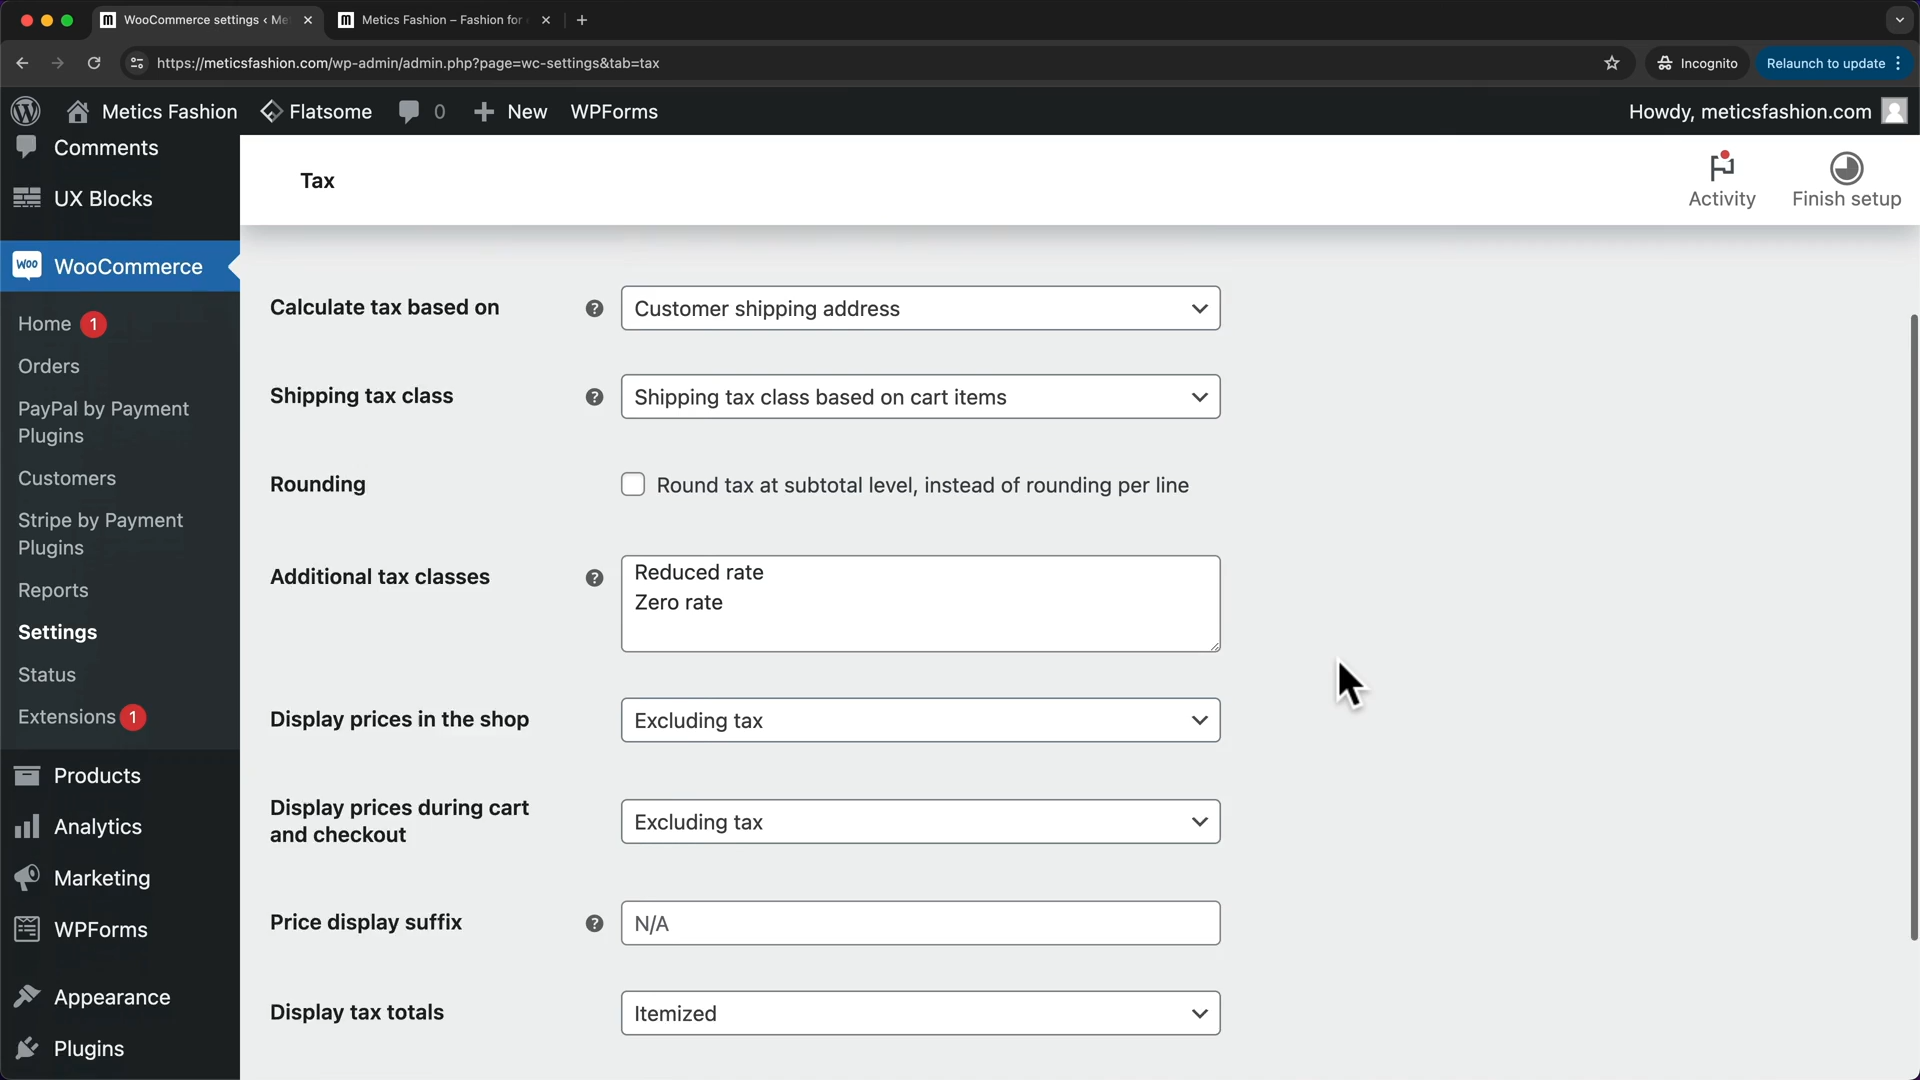 WooCommerce settings ‹ Me
Metics Fashion – Fashion for
https://meticsfashion.com/wp-admin/admin.php?page=wc-settings&tab=tax
Incognito
Relaunch to update
Metics Fashion
Flatsome
0
New
WPForms
Howdy, meticsfashion.com
Comments
UX Blocks
Woo
WooCommerce
Home 1
Orders
PayPal by Payment
Plugins
Customers
Stripe by Payment
Plugins
Reports
Settings
Status
Extensions 1
Products
Analytics
Marketing
WPForms
Appearance
Plugins
Tax
Activity
Finish setup
Calculate tax based on
Customer shipping address
Shipping tax class
Shipping tax class based on cart items
Rounding
Round tax at subtotal level, instead of rounding per line
Additional tax classes
Reduced rate
Zero rate
Display prices in the shop
Excluding tax
Display prices during cart
and checkout
Excluding tax
Price display suffix
N/A
Display tax totals
Itemized